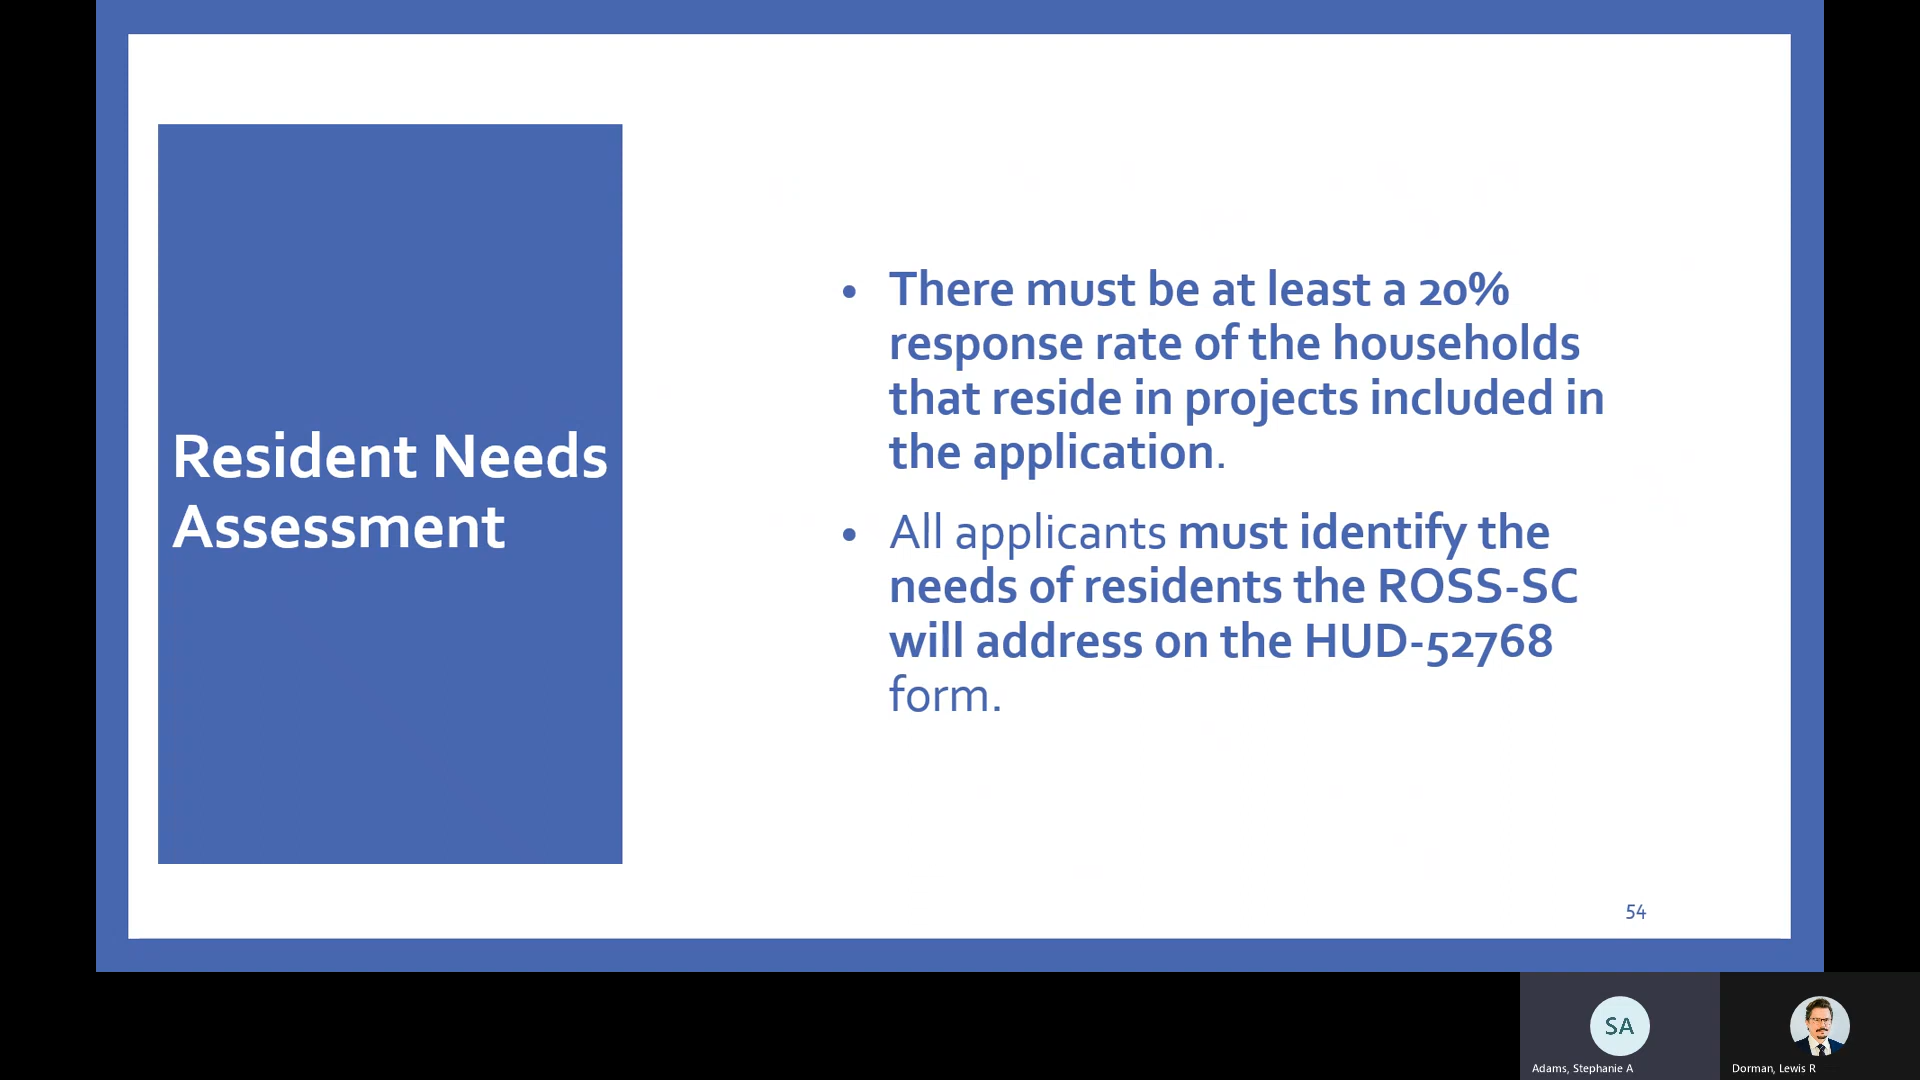 Resident Needs
Assessment
• There must be at least a 20%
response rate of the households
that reside in projects included in
the application.
• All applicants must identify the
needs of residents the ROSS-SC
will address on the HUD-52768
form.
54
SA
Adams, Stephanie A
Dorman, Lewis R